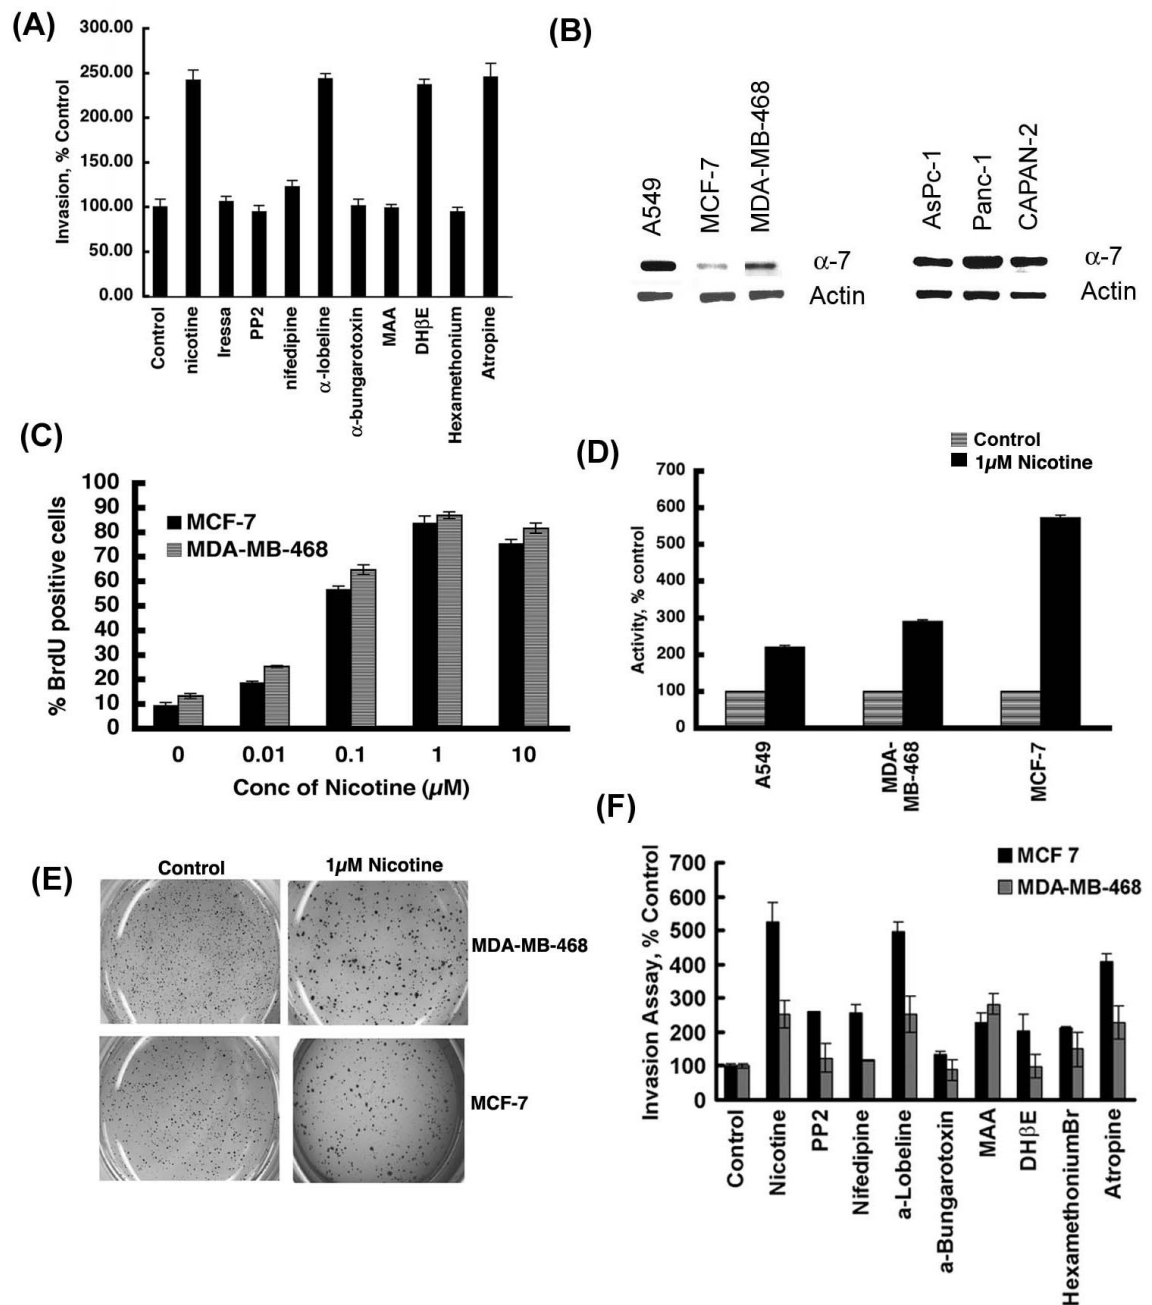 (A)
Invasion, % Control
300.00
250.00
200.00
150.00
100.00
50.00
0.00
Control
nicotine
Iressa
PP2
nifedipine
α-lobeline
α-bungarotoxin
MAA
DHβE
Hexamethonium
Atropine
(B)
A549
MCF-7
MDA-MB-468
α-7
Actin
AsPc-1
Panc-1
CAPAN-2
α-7
Actin
(C)
% BrdU positive cells
100
90
80
70
60
50
40
30
20
10
0
MCF-7
MDA-MB-468
0 0.01 0.1 1 10
Conc of Nicotine (µM)
(D)
Control
1µM Nicotine
Activity, % control
700
600
500
400
300
200
100
0
A549
MDA-
MB-468
MCF-7
(E)
Control 1µM Nicotine
MDA-MB-468
MCF-7
(F)
Invasion Assay, % Control
700
600
500
400
300
200
100
0
MCF 7
MDA-MB-468
Control
Nicotine
PP2
Nifedipine
a-Lobeline
a-Bungarotoxin
MAA
DHβE
HexamethoniumBr
Atropine